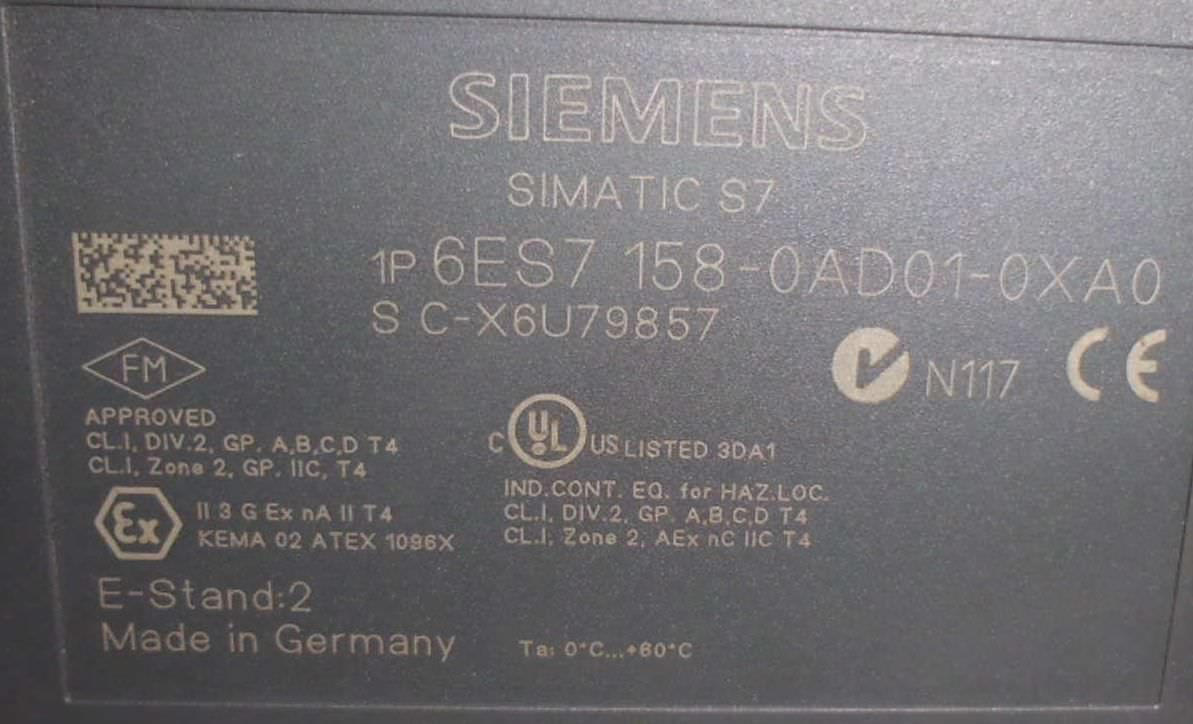 SIEMENS
SIMATIC S7
1P 6ES7 158-0AD01-0XA0
S C-X6U79857
FM
N117 CE
APPROVED
CL.I, DIV.2, GP. A,B,C,D T4
CL.I, Zone 2, GP. IIC, T4
C UL US LISTED 3DA1
IND.CONT. EQ. for HAZ.LOC.
CL.I, DIV.2, GP. A,B,C,D T4
CL.I, Zone 2, AEx nC IIC T4
Ex II 3 G Ex nA II T4
KEMA 02 ATEX 1096X
E-Stand:2
Made in Germany
Ta: 0°C...+60°C